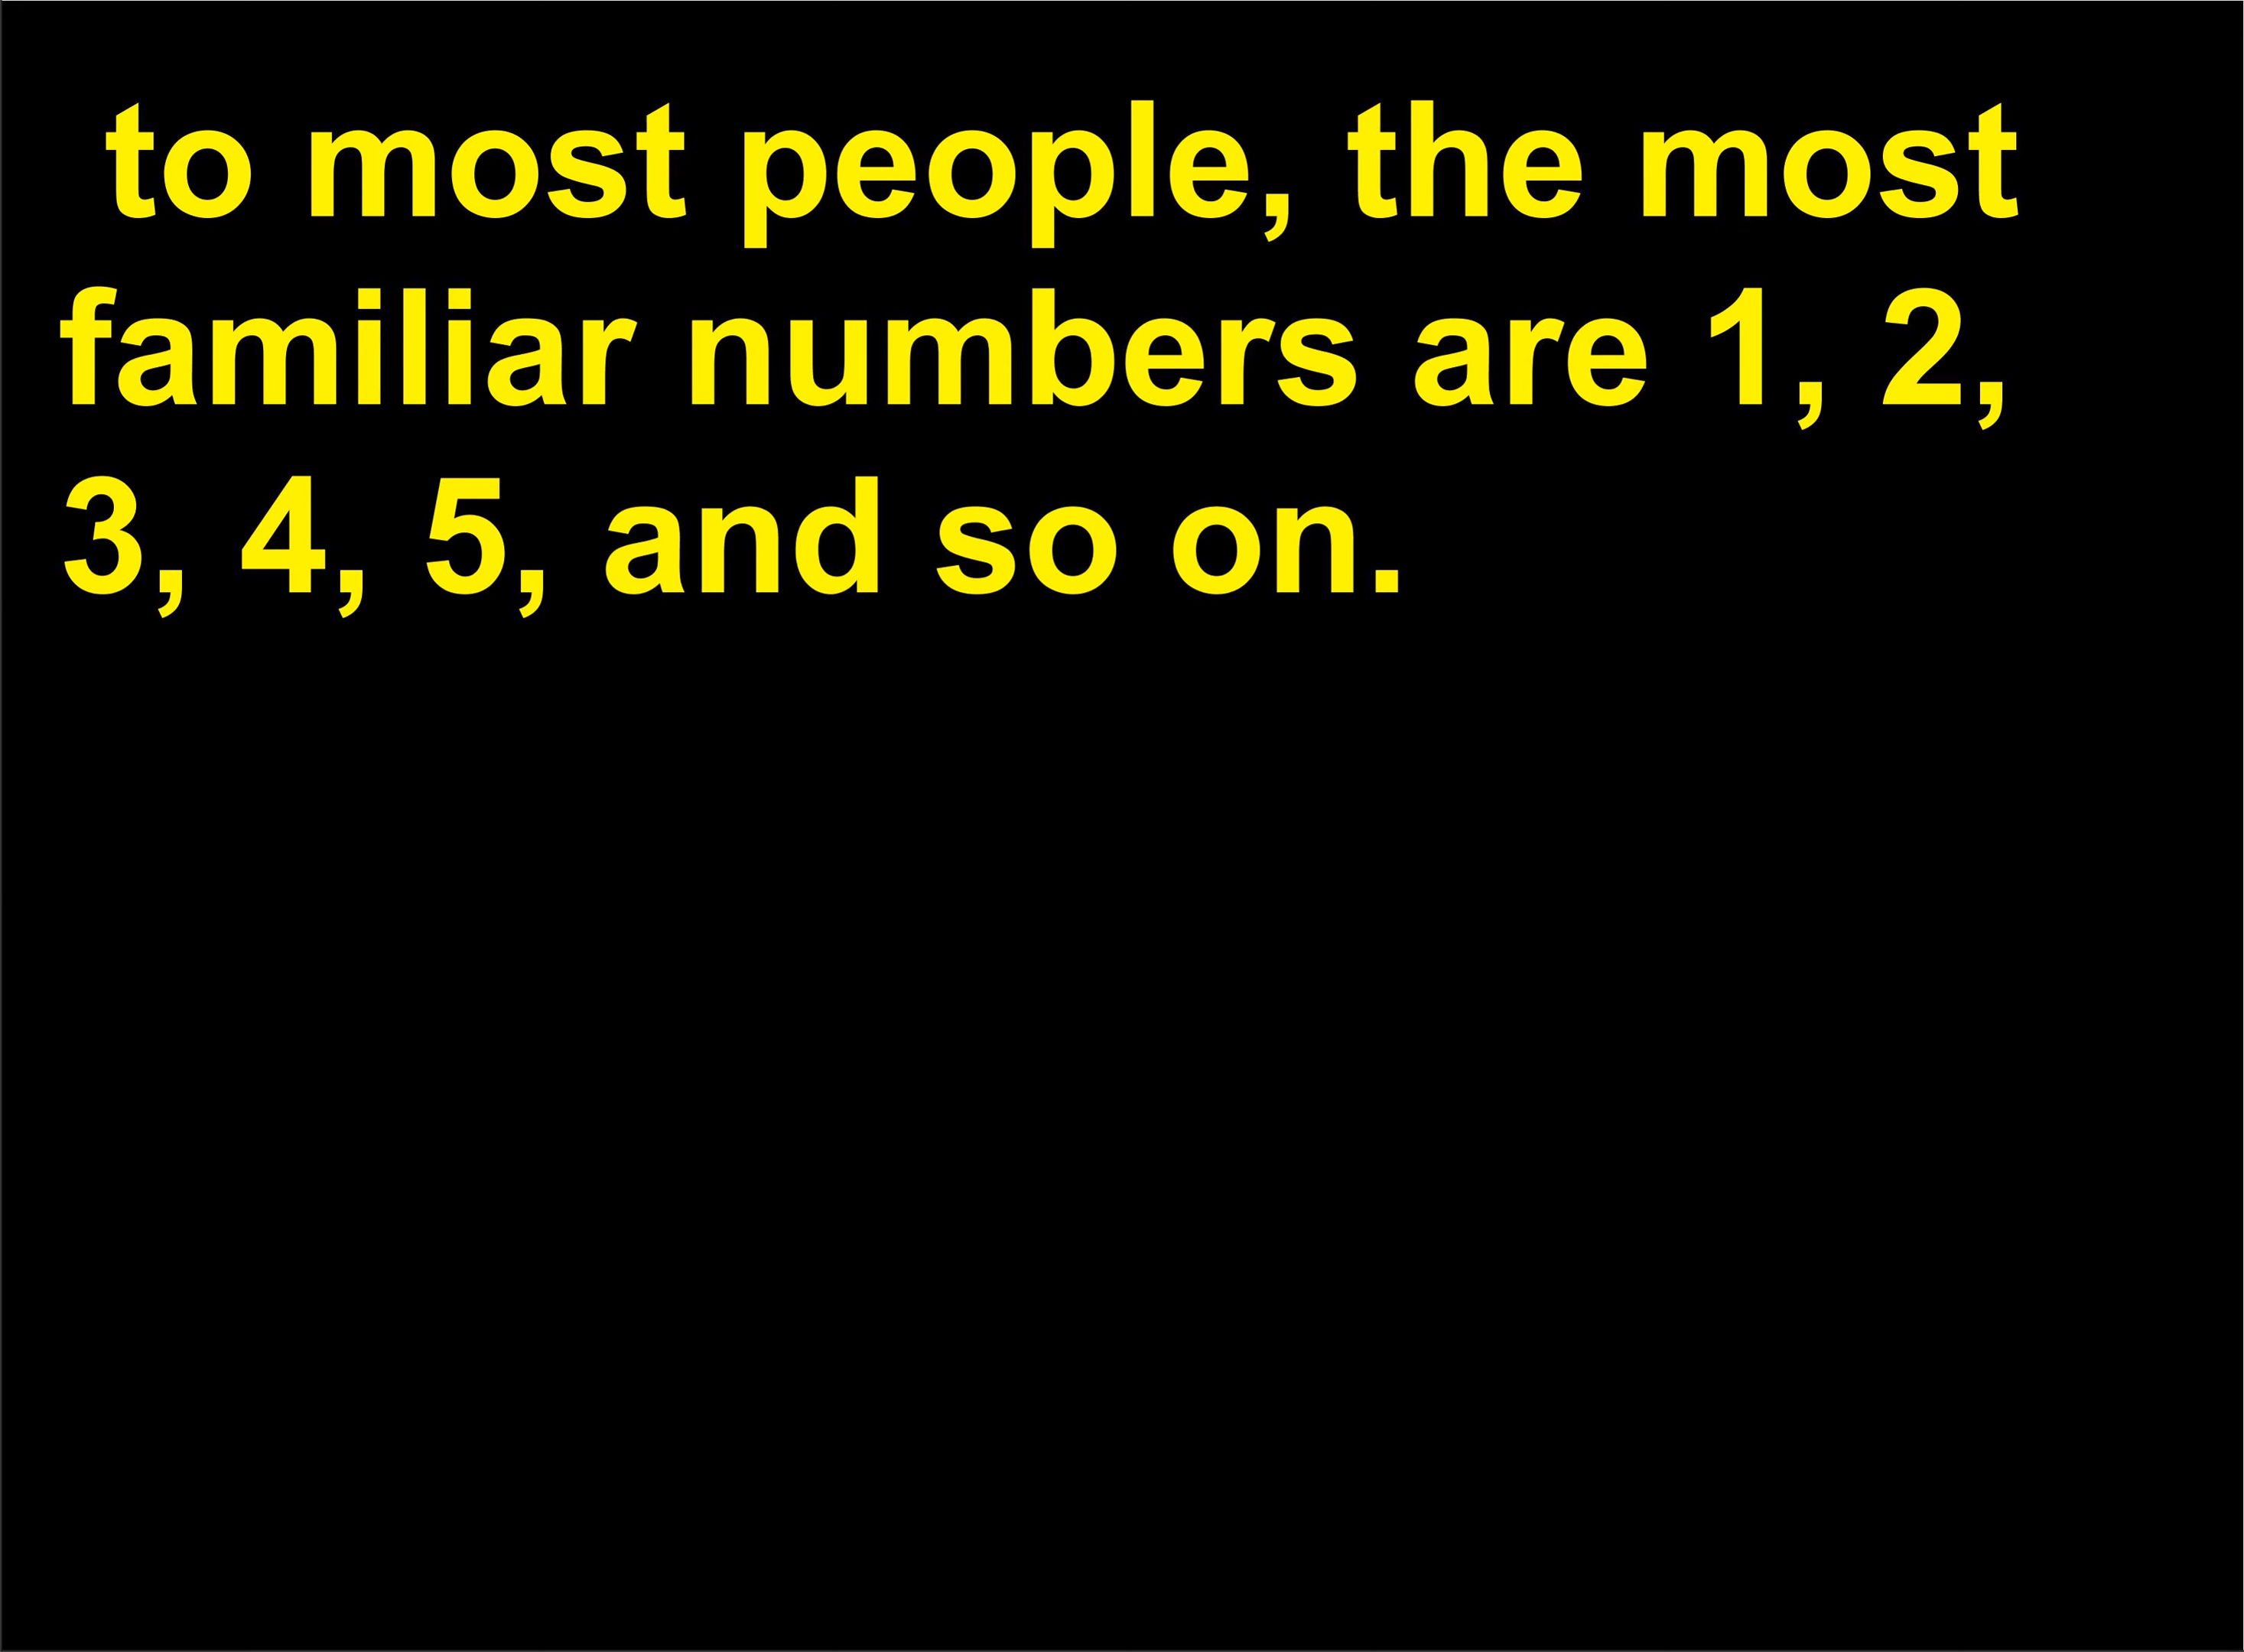 to most people, the most
familiar numbers are 1, 2,
3, 4, 5, and so on.